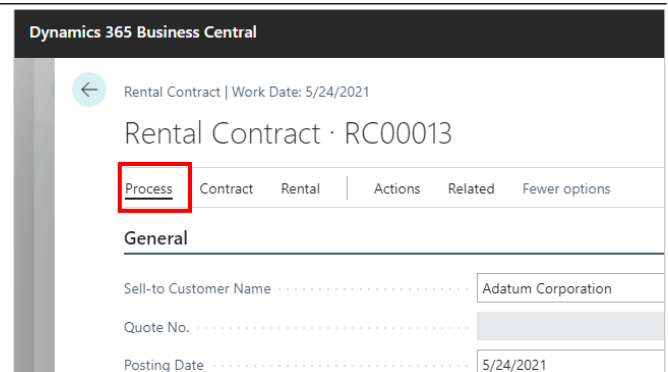 Dynamics 365 Business Central
Rental Contract | Work Date: 5/24/2021
Rental Contract · RC00013
Process Contract Rental Actions Related Fewer options
General
Sell-to Customer Name Adatum Corporation
Quote No.
Posting Date 5/24/2021